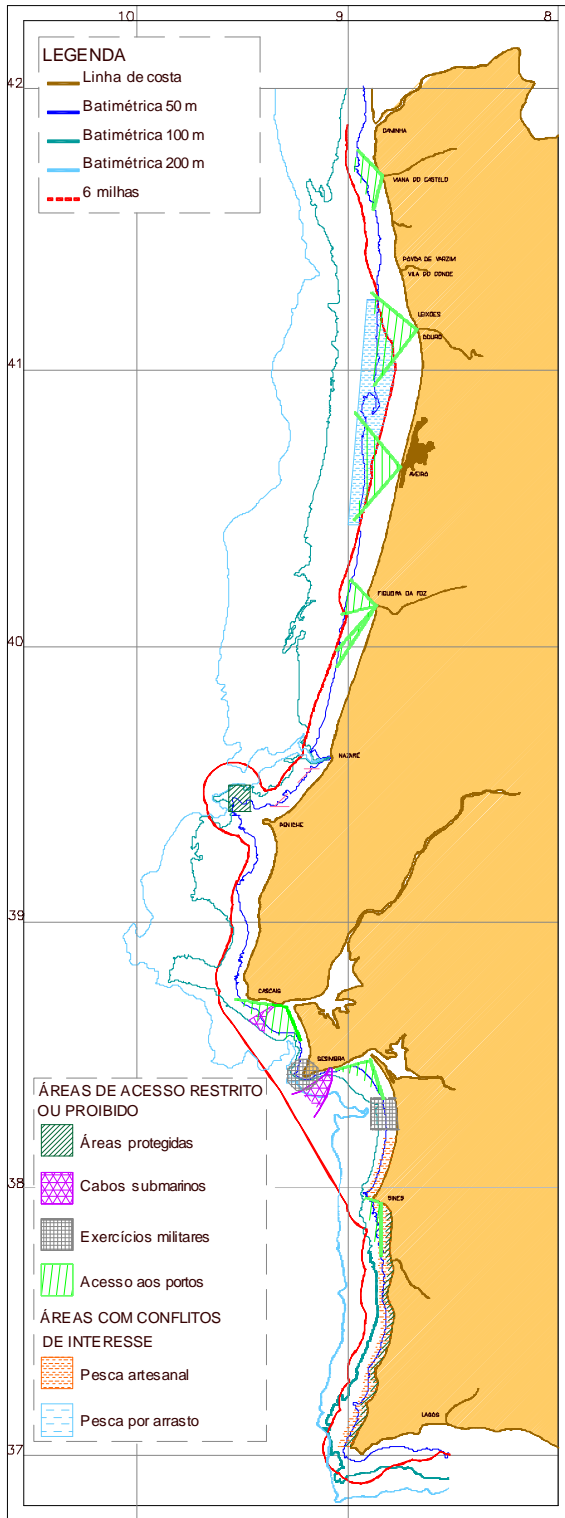 10 9 8
LEGENDA
Linha de costa
Batimétrica 50 m
Batimétrica 100 m
Batimétrica 200 m
6 milhas
42
CAMINHA
VIANA DO CASTELO
PÓVOA DE VARZIM
VILA DO CONDE
LEIXÕES
DOURO
41
AVEIRO
FIGUEIRA DA FOZ
40
NAZARÉ
PENICHE
39
CASCAIS
SESIMBRA
ÁREAS DE ACESSO RESTRITO
OU PROIBIDO
Áreas protegidas
Cabos submarinos
38
SINES
Exercícios militares
Acesso aos portos
ÁREAS COM CONFLITOS
DE INTERESSE
Pesca artesanal
Pesca por arrasto
LAGOS
37